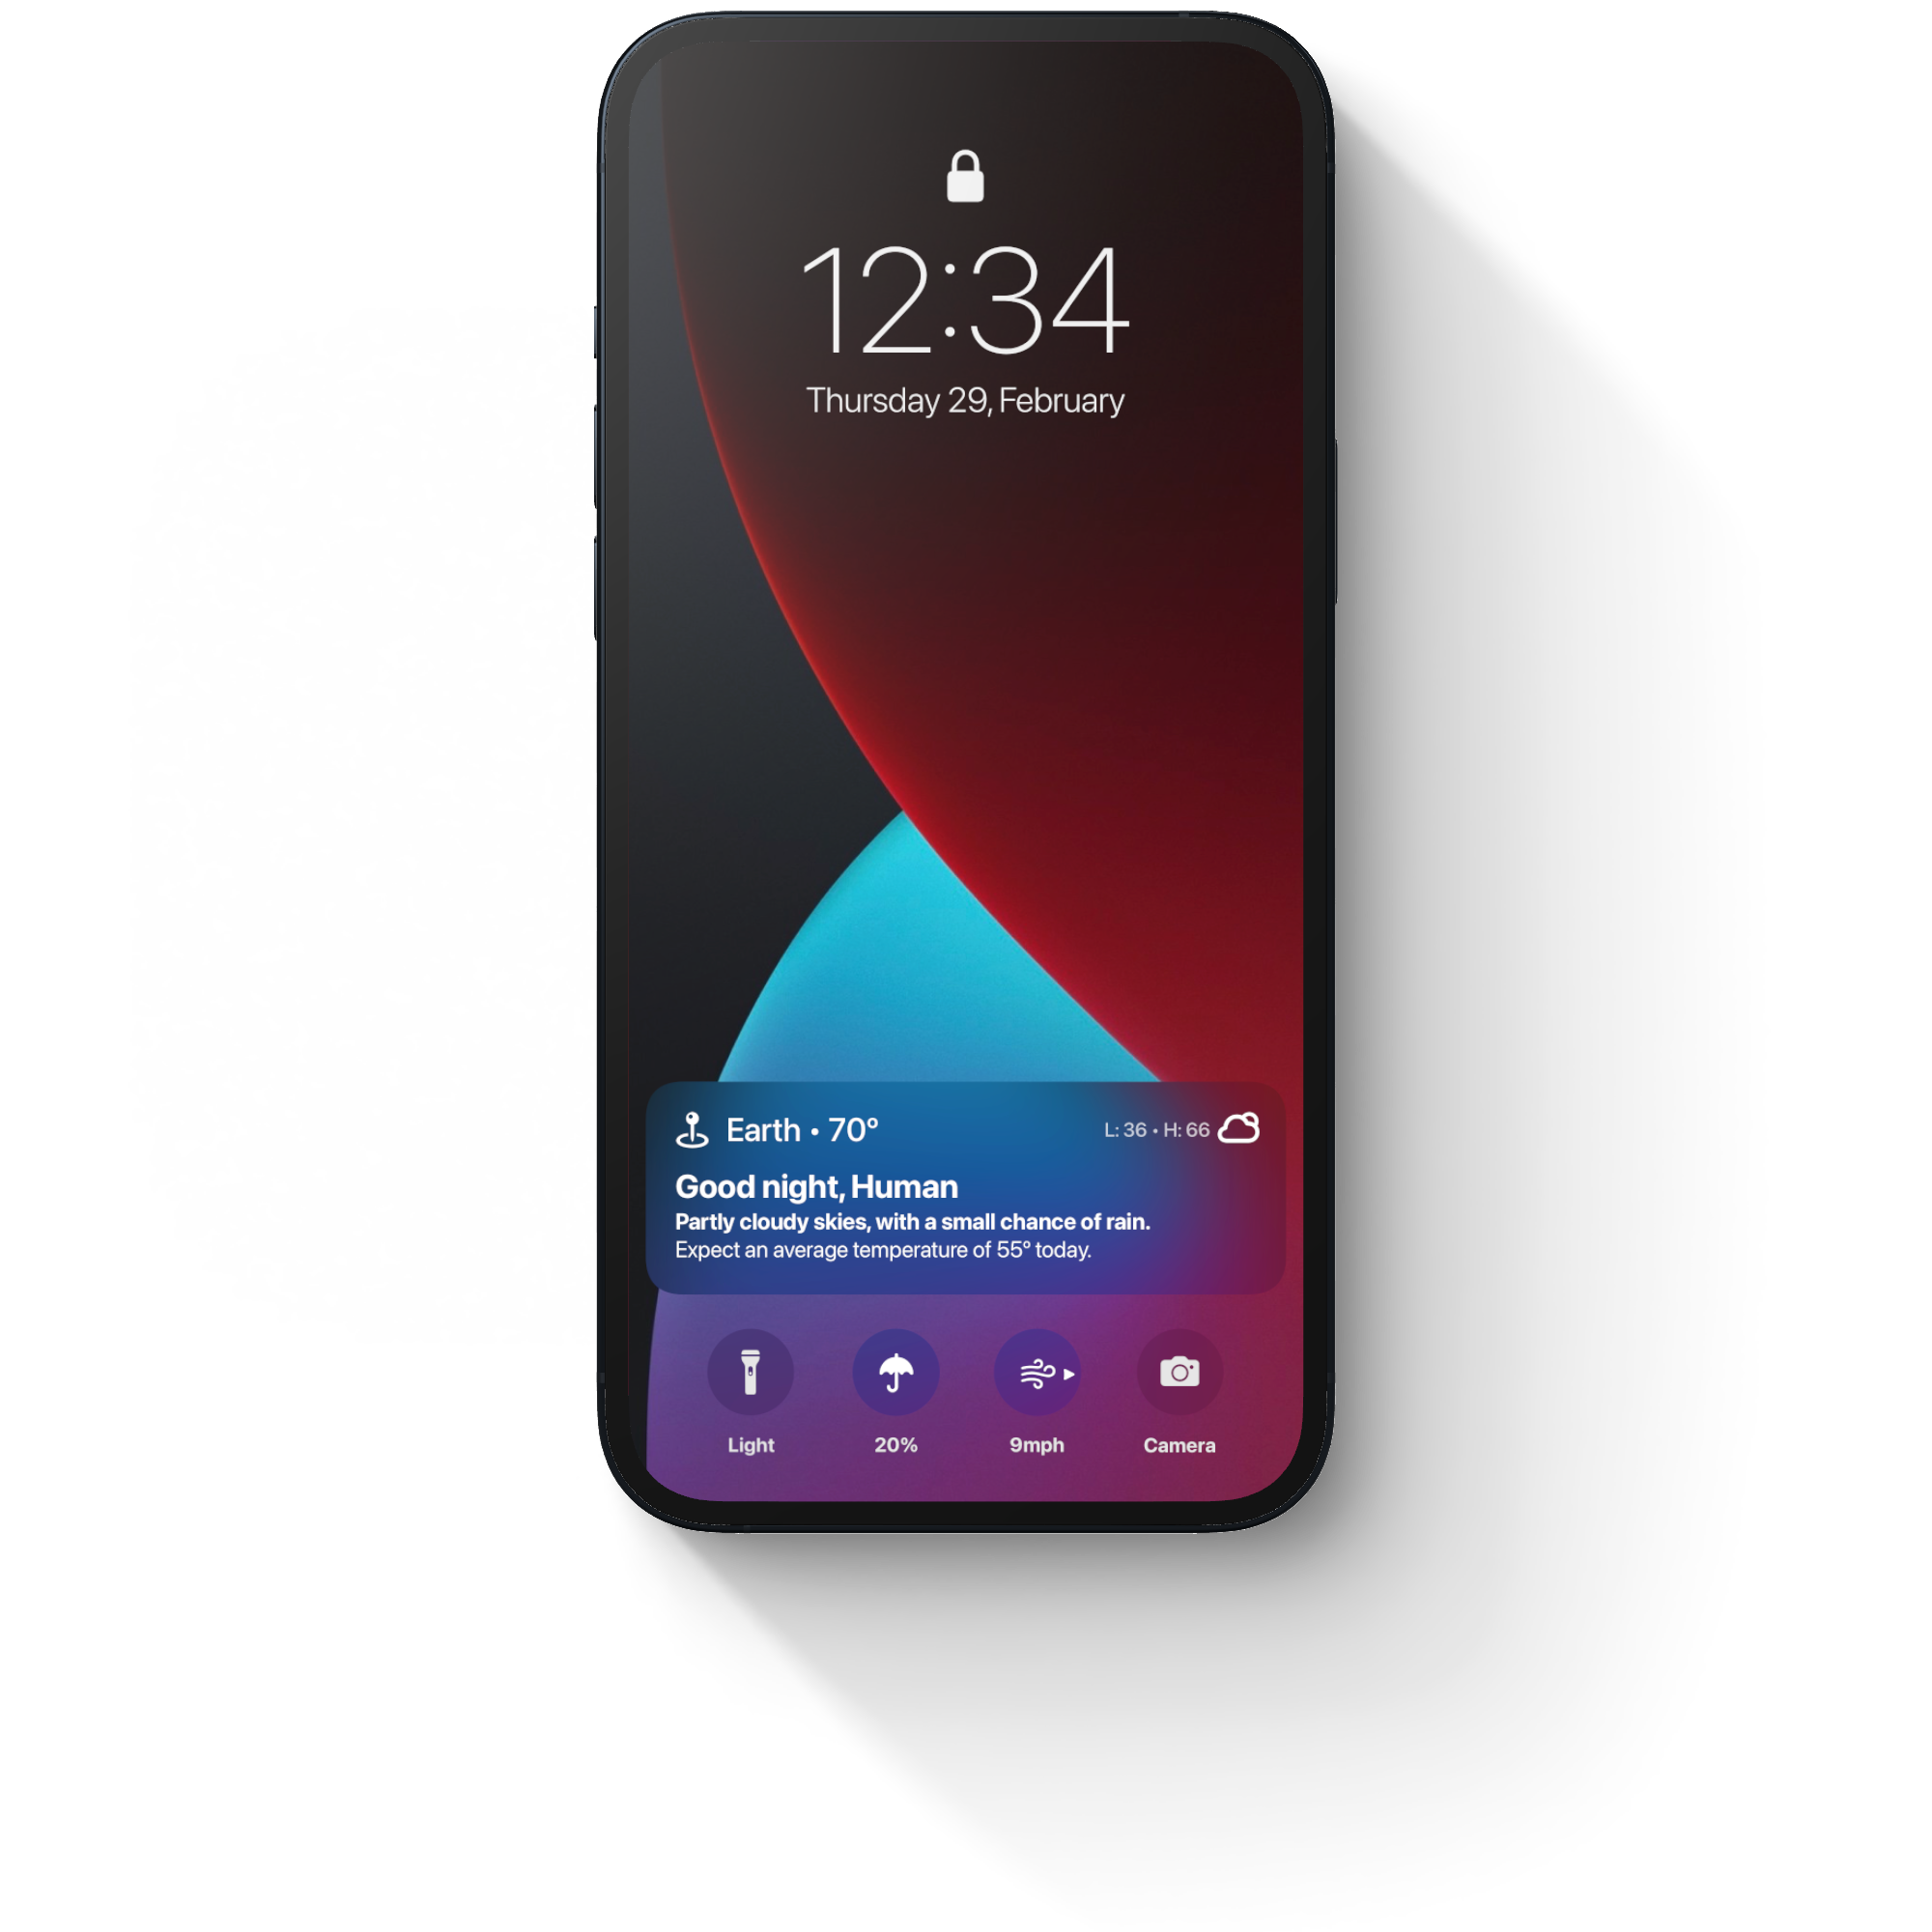 12:34
Thursday 29, February
Earth • 70°
L: 36 • H: 66
Good night, Human
Partly cloudy skies, with a small chance of rain.
Expect an average temperature of 55° today.
Light
20%
9mph
Camera